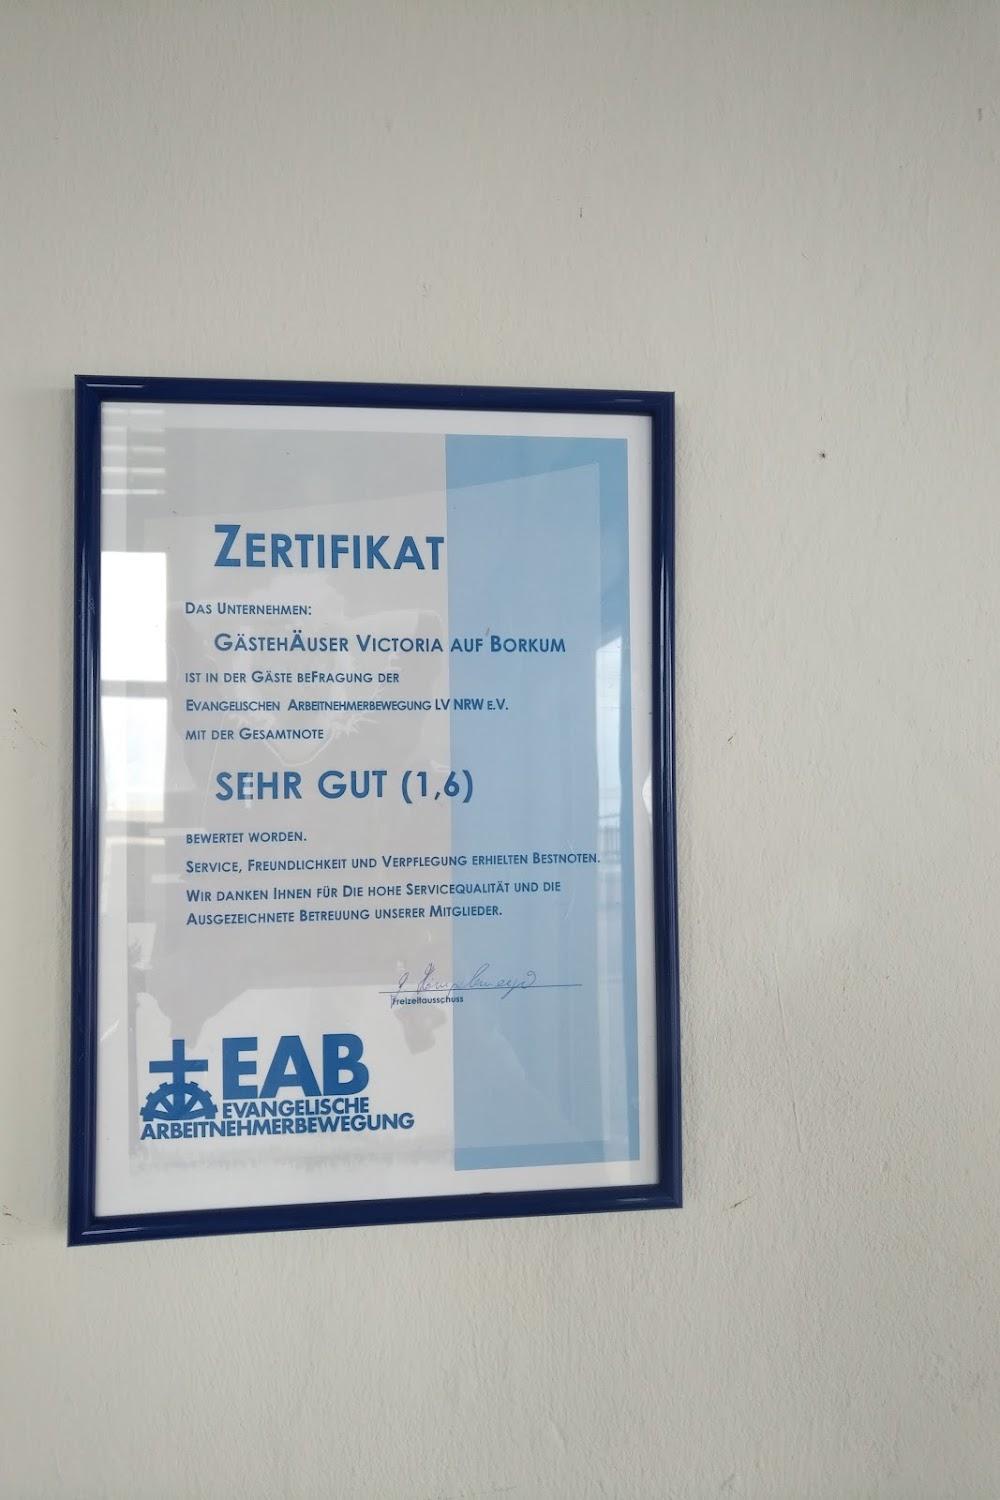 ZERTIFIKAT
DAS UNTERNEHMEN:
GÄSTEHÄUSER VICTORIA AUF BORKUM
IST IN DER GÄSTE BEFRAGUNG DER
EVANGELISCHEN ARBEITNEHMERBEWEGUNG LV NRW E.V.
MIT DER GESAMTNOTE
SEHR GUT (1,6)
BEWERTET WORDEN.
SERVICE, FREUNDLICHKEIT UND VERPFLEGUNG ERHIELTEN BESTNOTEN.
WIR DANKEN IHNEN FÜR DIE HOHE SERVICEQUALITÄT UND DIE
AUSGEZEICHNETE BETREUUNG UNSERER MITGLIEDER.
Freizeitausschuss
EAB
EVANGELISCHE
ARBEITNEHMERBEWEGUNG